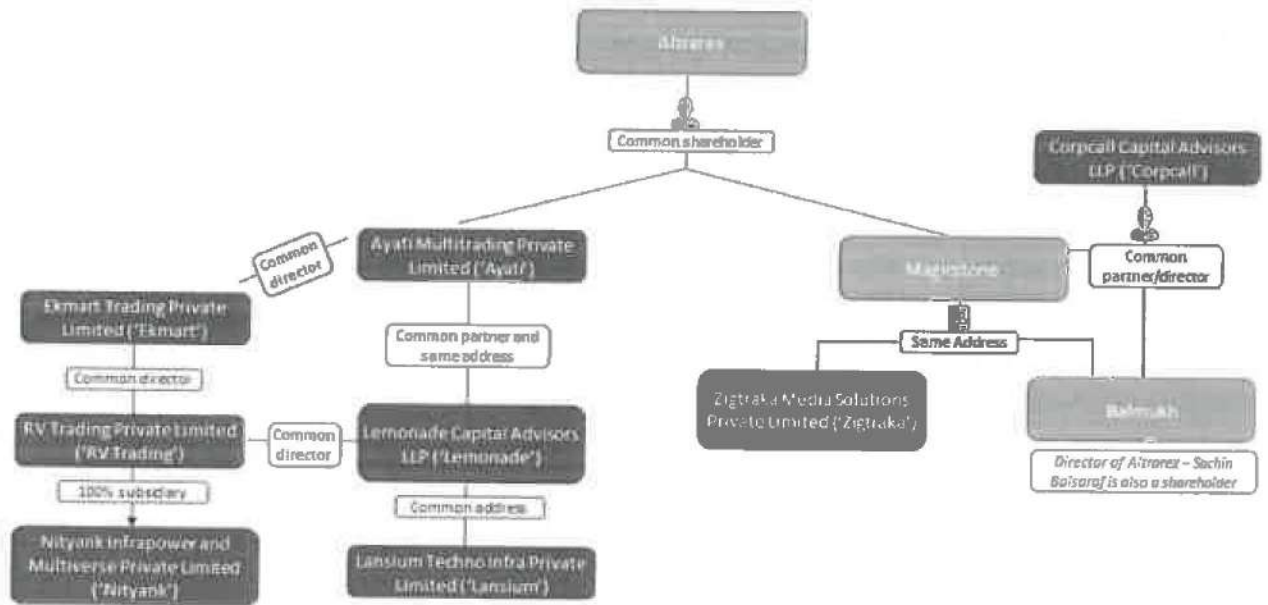 Altrarez
Common shareholder
Corpcall Capital Advisors
LLP ('Corpcall')
Common
director
Ayati Multitrading Private
Limited ('Ayati')
Magicstone
Common
partner/director
Ekmart Trading Private
Limited ('Ekmart')
Common partner and
same address
Same Address
Common director
Zigtraka Media Solutions
Private Limited ('Zigtraka')
Balmukh
RV Trading Private Limited
('RV Trading')
Common
director
Lemonade Capital Advisors
LLP ('Lemonade')
Director of Altrarez – Sachin
Balsaraf is also a shareholder
100% subsidiary
Common address
Nityank Infrapower and
Multiverse Private Limited
('Nityank')
Lansium Techno Infra Private
Limited ('Lansium')